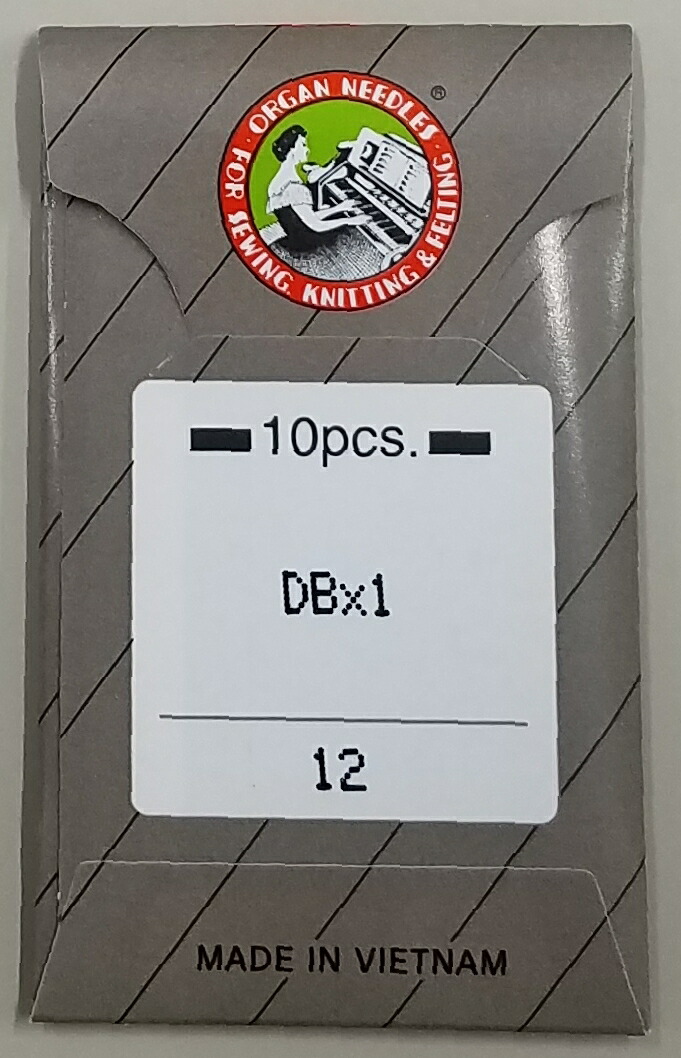 · ORGAN NEEDLES · FOR SEWING, KNITTING & FELTING
®
10pcs.
DBx1
12
MADE IN VIETNAM